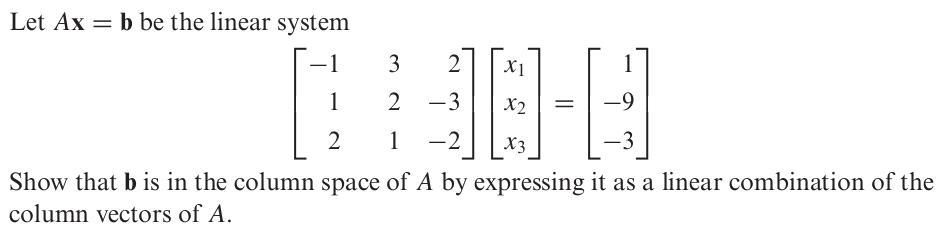 Let Ax = b be the linear system
[−1 3 2] [x1] [1]
[1 2 −3] [x2] = [−9]
[2 1 −2] [x3] [−3]
Show that b is in the column space of A by expressing it as a linear combination of the
column vectors of A.